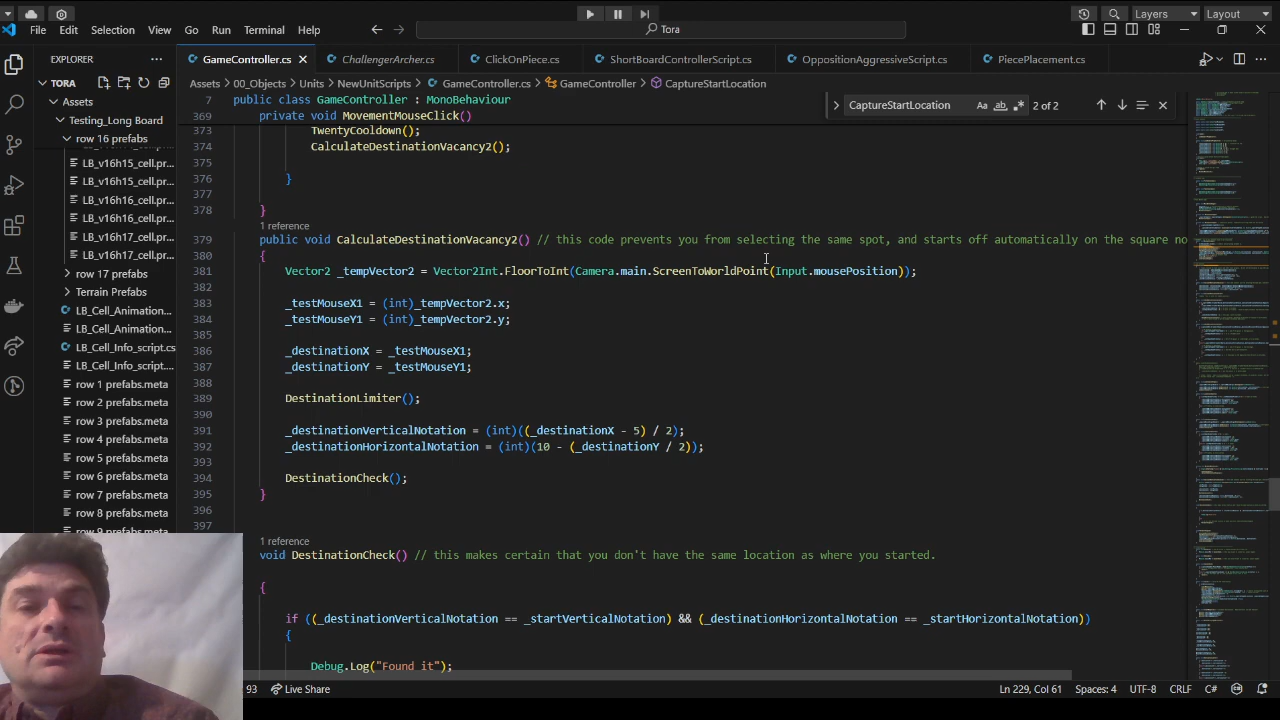 Layers
Layout
File
Edit
Selection
View
Go
Run
Terminal
Help
Tora
EXPLORER
GameController.cs
ChallengerArcher.cs
ClickOnPiece.cs
ShortBoardControllerScript.cs
OppositionAggressiveScript.cs
PiecePlacement.cs
TORA
Assets > 00_Objects > Units > NewUnitScripts > GameController.cs > GameController > CaptureStartLocation
Assets
Testing_Long Board
row_16 prefabs
LB_v16h15_cell.pr...
LB_v16h15_cell.pr...
LB_v16h16_cell.pr...
LB_v16h16_cell.pr...
LB_v16h17_cell.pr...
LB_v16h17_cell.pr...
row 17 prefabs
Terrain Prefabs
LB_Cell_Animation...
LB_Cell_Animation...
LB_Cell_Info_script.cs
LB_Cell_Info_script...
row 1 prefabs.meta
row 2 prefabs.meta
row 3 prefabs.meta
row 4 prefabs.meta
row 5 prefabs.meta
row 6 prefabs.meta
row 7 prefabs.meta
row 8 prefabs.meta
row 9 prefabs.meta
CaptureStartLocation
Aa
ab
2 of 2
7 public class GameController : MonoBehaviour
369 private void MovementMouseClick()
373 TwentyCooldown();
374 CalculateDestinationVacancy2();
375
376 }
377
378 }
1 reference
379 public void CalculateDestinationVacancy2() // This code prevents you from selecting the same spot, and start off automatically on the square no
380 {
381 Vector2 _tempVector2 = Vector2Int.FloorToInt(Camera.main.ScreenToWorldPoint(Input.mousePosition));
382
383 _testMouseX1 = (int)_tempVector2.x;
384 _testMouseY1 = (int)_tempVector2.y;
385
386 _destinationX = _testMouseX1;
387 _destinationY = _testMouseY1;
388
389 DestinationLimiter();
390
391 _destinationVerticalNotation = (int) ((_destinationX - 5) / 2);
392 _destinationHorizontalNotation = (int)(10 - (_destinationY / 2));
393
394 DestinationCheck();
395 }
396
397
1 reference
void DestinationCheck() // this makes certain that you don't have the same location as where you started.
{
if ((_destinationVerticalNotation == _startVerticalNotation) && (_destinationHorizontalNotation == _startHorizontalNotation))
{
Debug.Log("Found it");
93
Live Share
Ln 229, Col 61
Spaces: 4
UTF-8
CRLF
C#